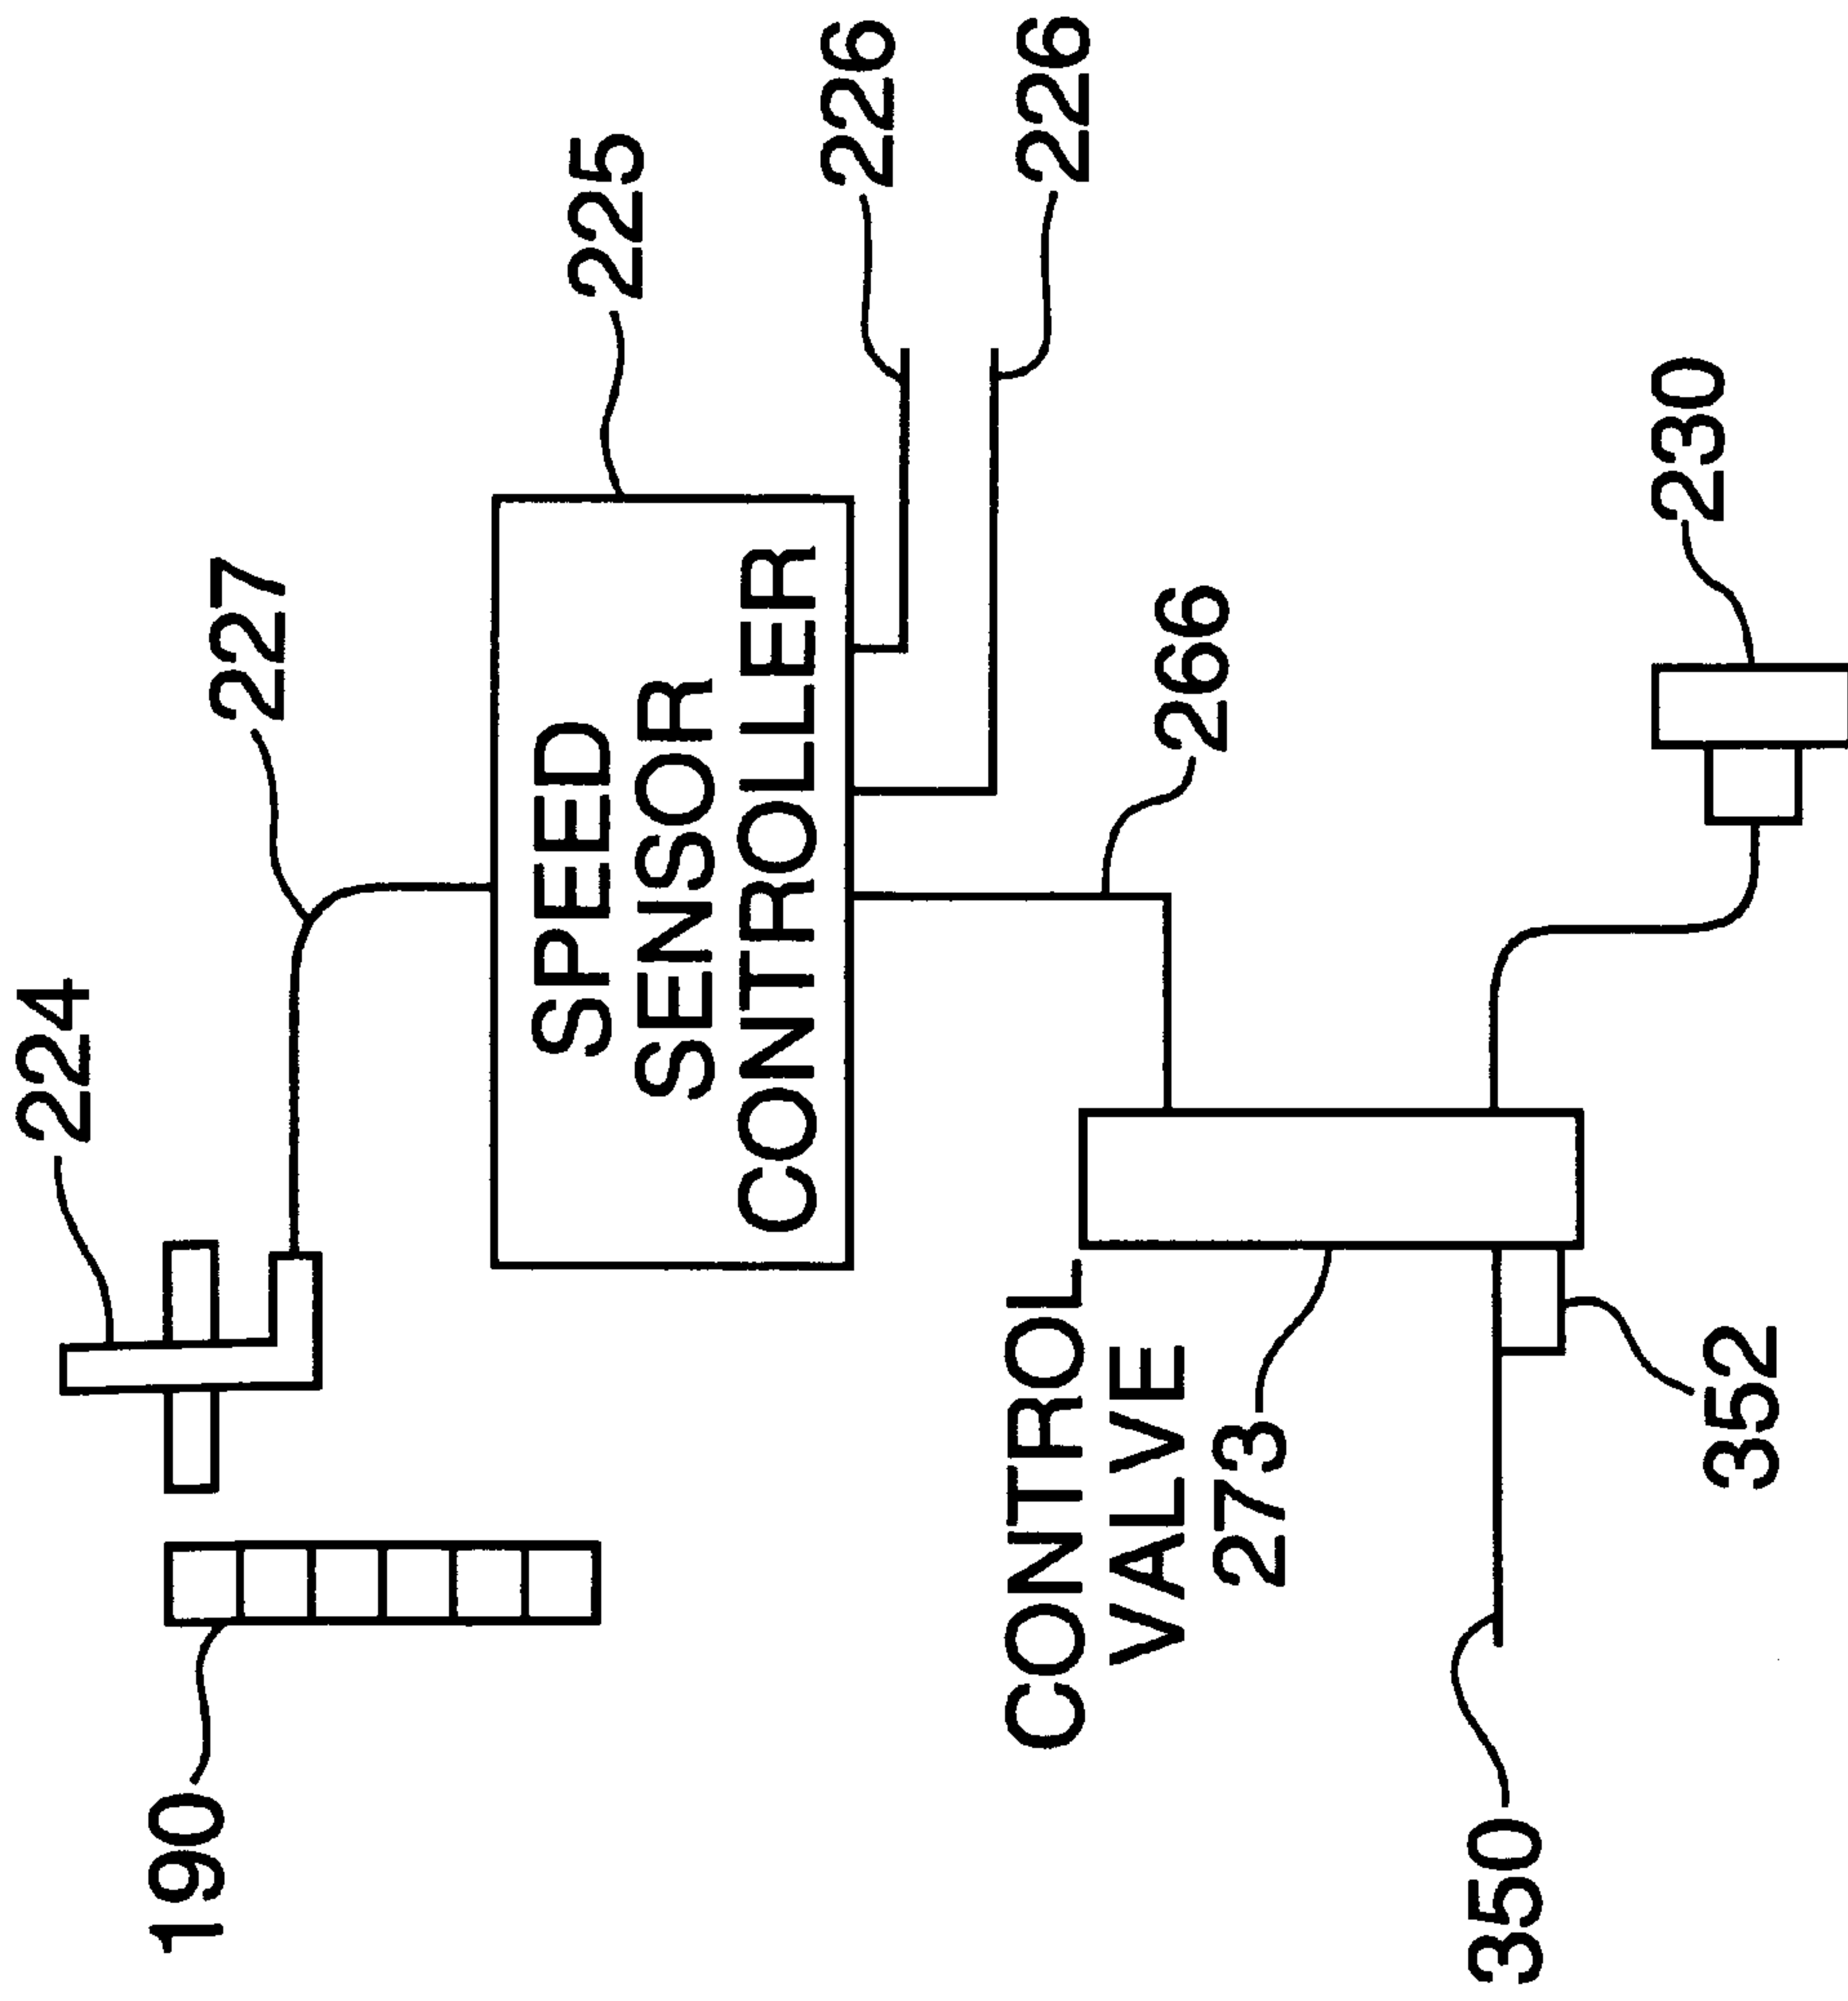 224
190
227
225
SPEED
SENSOR
CONTROLLER
226
226
CONTROL
VALVE
273
266
350
230
352